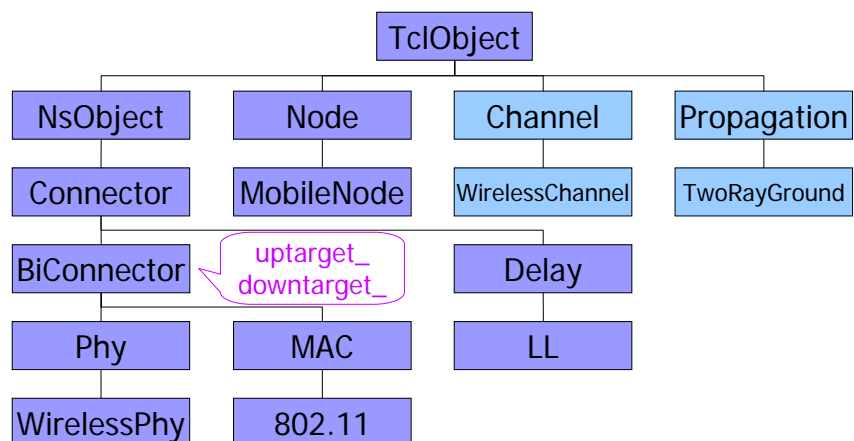 TclObject
NsObject
Node
Channel
Propagation
Connector
MobileNode
WirelessChannel
TwoRayGround
BiConnector
uptarget_
downtarget_
Delay
Phy
MAC
LL
WirelessPhy
802.11